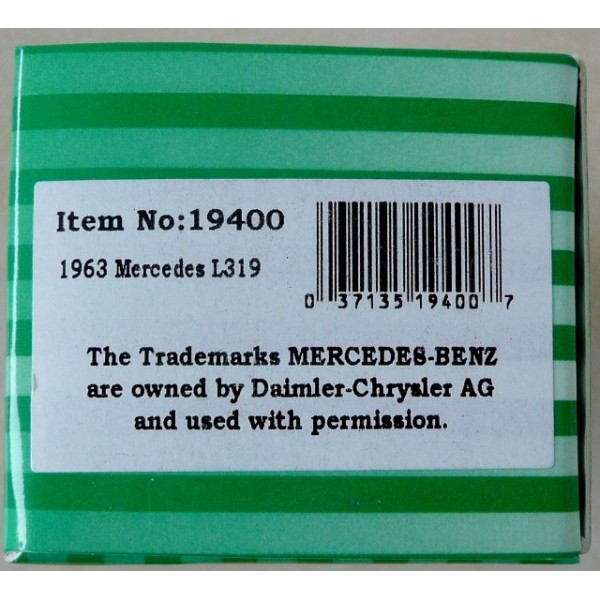 Item No:19400
1963 Mercedes L319
0 37135 19400 7
The Trademarks MERCEDES-BENZ
are owned by Daimler-Chrysler AG
and used with permission.